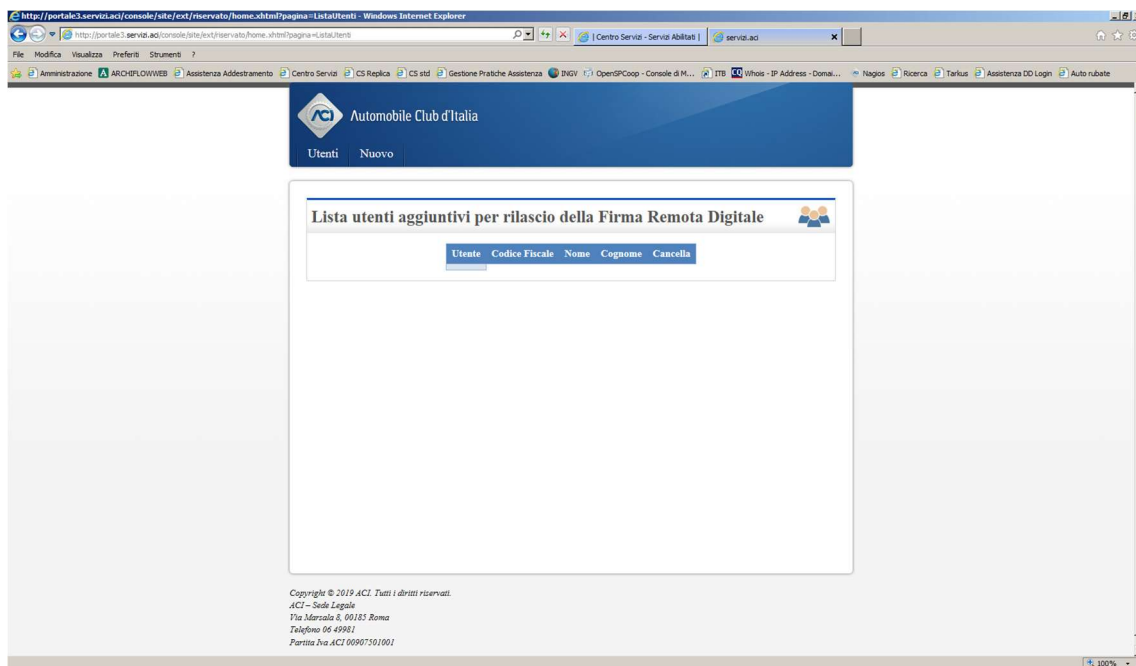 http://portale3.servizi.aci/console/site/ext/riservato/home.xhtml?pagina=ListaUtenti - Windows Internet Explorer
http://portale3.servizi.aci/console/site/ext/riservato/home.xhtml?pagina=ListaUtenti | Centro Servizi - Servizi Abilitati | servizi.aci
File Modifica Visualizza Preferiti Strumenti ?
Amministrazione ARCHIFLOWWEB Assistenza Addestramento Centro Servizi CS Replica CS std Gestione Pratiche Assistenza INGV OpenSPCoop - Console di M... ITB Whois - IP Address - Domai... Nagios Ricerca Tarkus Assistenza DD Login Auto rubate
ACI Automobile Club d'Italia
Utenti Nuovo
Lista utenti aggiuntivi per rilascio della Firma Remota Digitale
Utente Codice Fiscale Nome Cognome Cancella
Copyright © 2019 ACI. Tutti i diritti riservati.
ACI – Sede Legale
Via Marsala 8, 00185 Roma
Telefono 06 49981
Partita Iva ACI 00907501001
100%